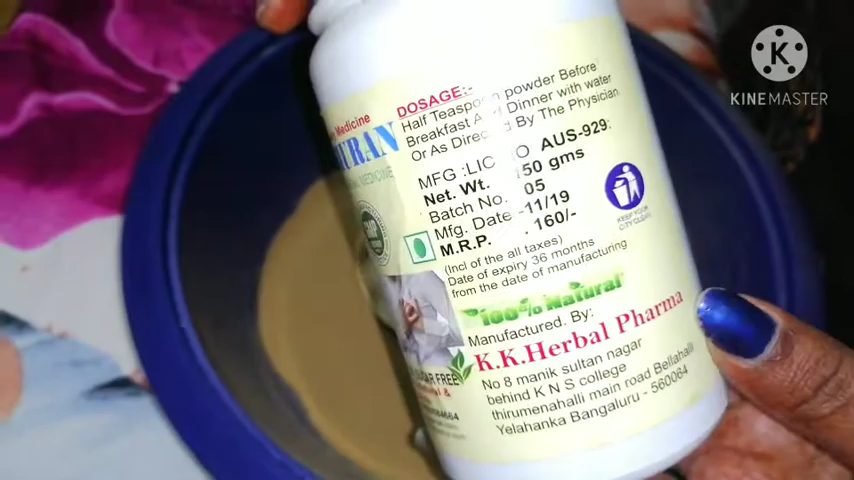 Medicine
URAN
DOSAGE:-
Half Teaspoon powder Before
Breakfast And Dinner with water
Or As Directed By The Physician
MFG :LIC NO AUS-929:
Net. Wt. 150 gms
Batch No. 05
Mfg. Date -11/19
M.R.P. 160/-
(Incl of the all taxes)
Date of expiry 36 months
from the date of manufacturing
KEEP YOUR
CITY CLEAN
100% Natural
Manufactured. By:
K.K.Herbal Pharma
No 8 manik sultan nagar
behind K N S college
thirumenahalli main road Bellahalli
Yelahanka Bangaluru - 560064
FREE
KINEMASTER